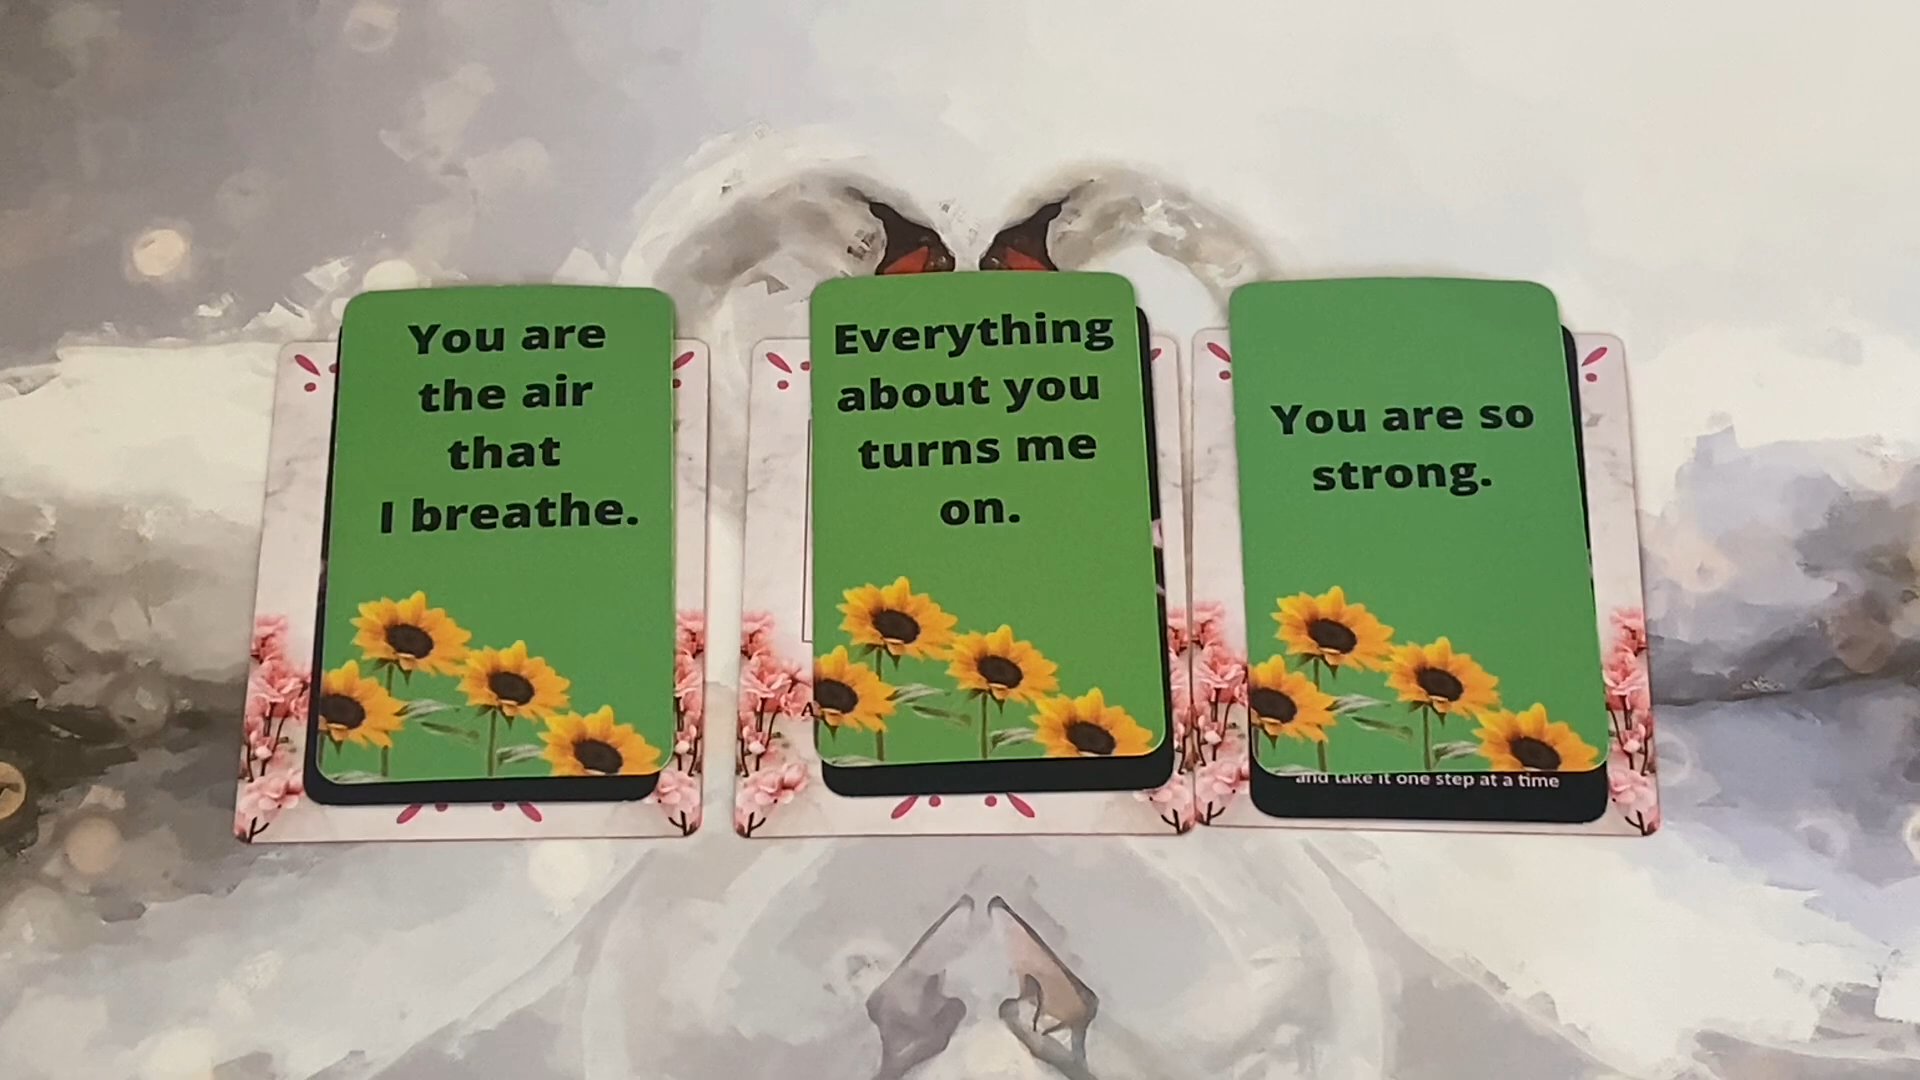 You are
the air
that
I breathe.
Everything
about you
turns me
on.
You are so
strong.
and take it one step at a time